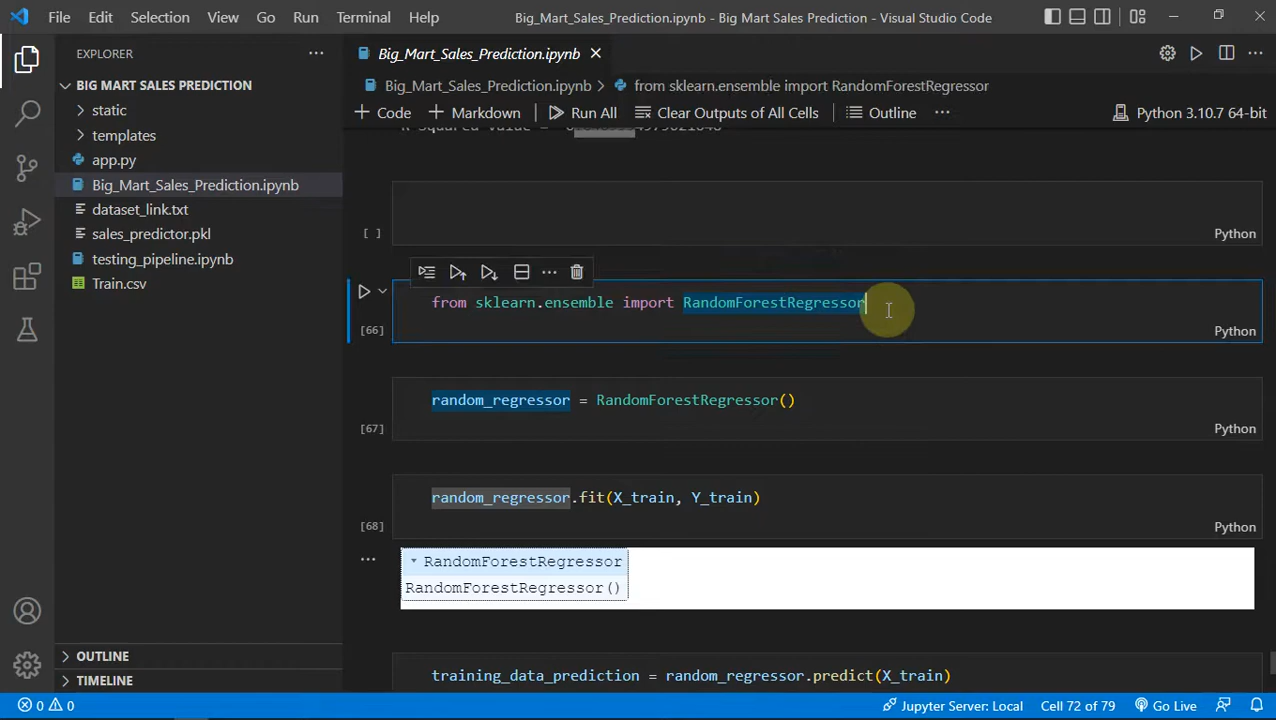 File Edit Selection View Go Run Terminal Help Big_Mart_Sales_Prediction.ipynb - Big Mart Sales Prediction - Visual Studio Code
EXPLORER
BIG MART SALES PREDICTION
static
templates
app.py
Big_Mart_Sales_Prediction.ipynb
dataset_link.txt
sales_predictor.pkl
testing_pipeline.ipynb
Train.csv
OUTLINE
TIMELINE
Big_Mart_Sales_Prediction.ipynb
Big_Mart_Sales_Prediction.ipynb > from sklearn.ensemble import RandomForestRegressor
+ Code + Markdown Run All Clear Outputs of All Cells Outline ... Python 3.10.7 64-bit
[ ] Python
from sklearn.ensemble import RandomForestRegressor
[66] Python
random_regressor = RandomForestRegressor()
[67] Python
random_regressor.fit(X_train, Y_train)
[68] Python
RandomForestRegressor
RandomForestRegressor()
training_data_prediction = random_regressor.predict(X_train)
0 0 Jupyter Server: Local Cell 72 of 79 Go Live